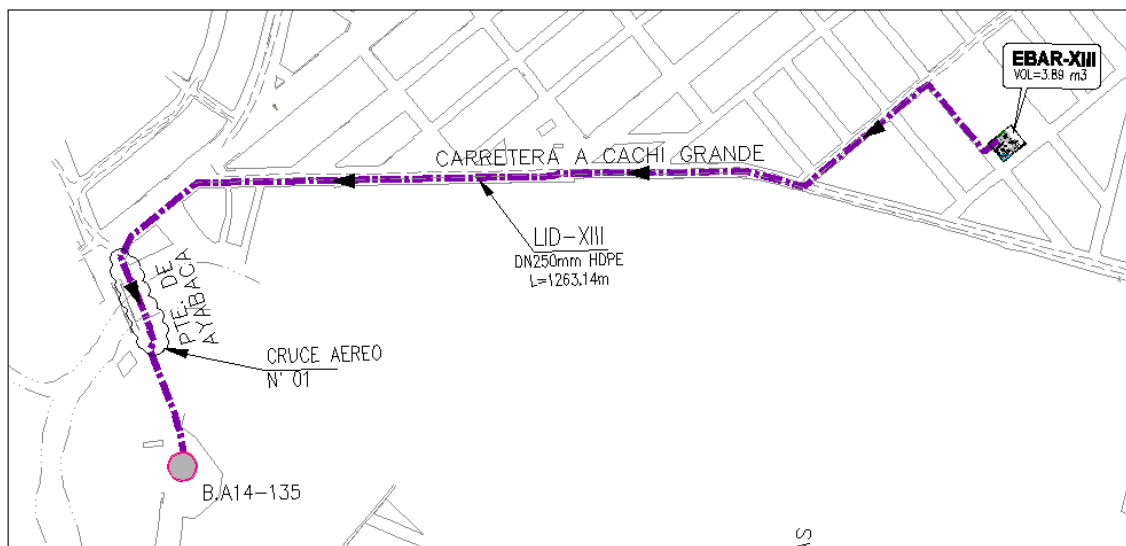 EBAR-XIII
VOL=3.89 m3
CARRETERA A CACHI GRANDE
LID-XIII
DN250mm HDPE
L=1263.14m
PTE. DE
AYABACA
CRUCE AEREO
N' 01
B.A14-135
AS